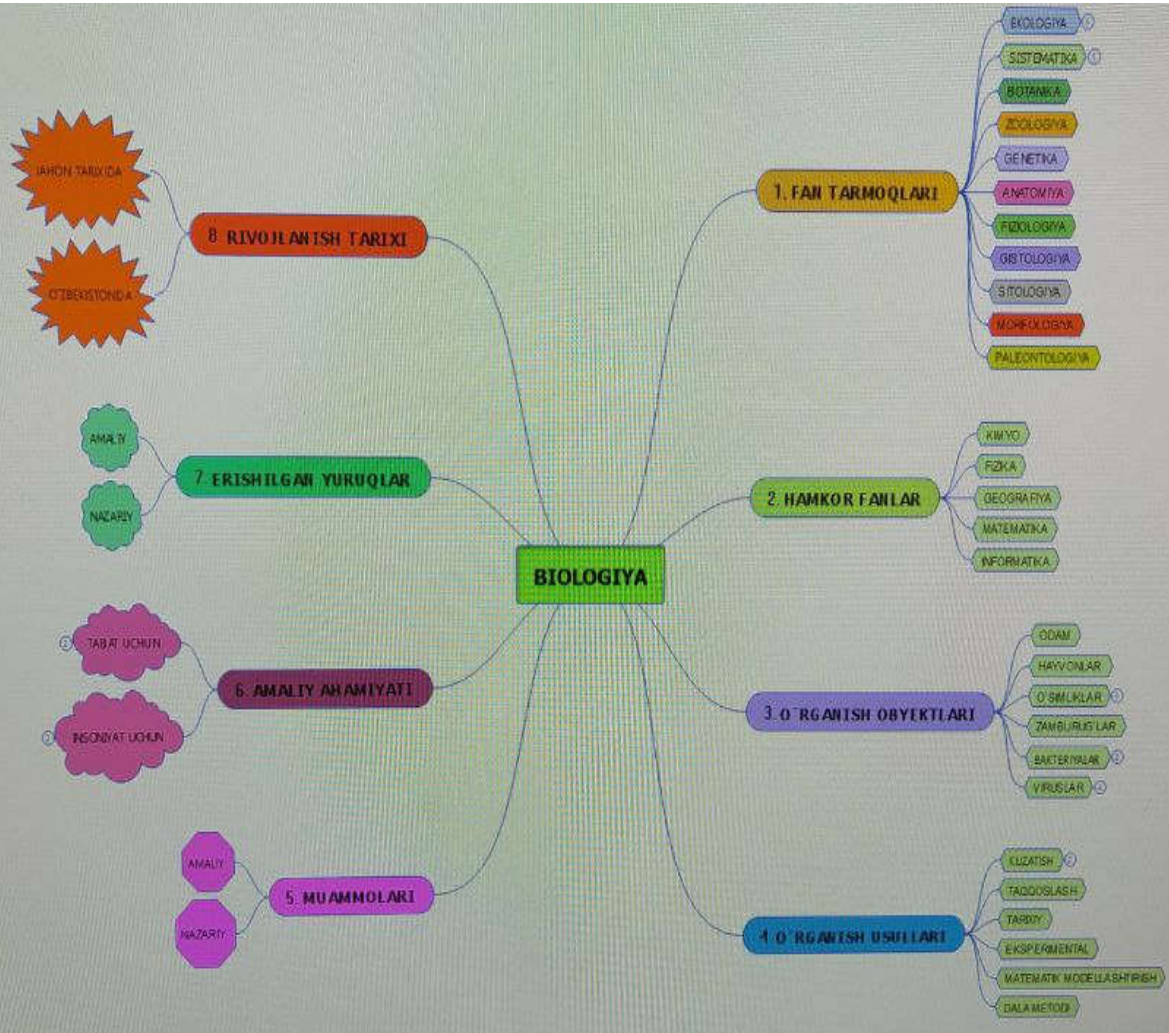 BIOLOGIYA
1. FAN TARMOQLARI
EKOLOGIYA
SISTEMATIKA
BOTANIKA
ZOOLOGIYA
GENETIKA
ANATOMIYA
FIZIOLOGIYA
GISTOLOGIYA
SITOLOGIYA
MORFOLOGIYA
PALEONTOLOGIYA
2. HAMKOR FANLAR
KIMYO
FIZIKA
GEOGRAFIYA
MATEMATIKA
INFORMATIKA
3. O`RGANISH OBYEKTLARI
ODAM
HAYVONLAR
O`SIMLIKLAR
ZAMBURUG'LAR
BAKTERIYALAR
VIRUSLAR
4. O`RGANISH USULLARI
KUZATISH
TAQQOSLASH
TARIXIY
EKSPERIMENTAL
MATEMATIK MODELLASHTIRISH
DALA METODI
5. MUAMMOLARI
AMALIY
NAZARIY
6. AMALIY AHAMIYATI
TABIAT UCHUN
2
INSONIYAT UCHUN
2
7. ERISHILGAN YURUQLAR
AMALIY
NAZARIY
8. RIVOJLANISH TARIXI
JAHON TARIXIDA
O'ZBEKISTONDA